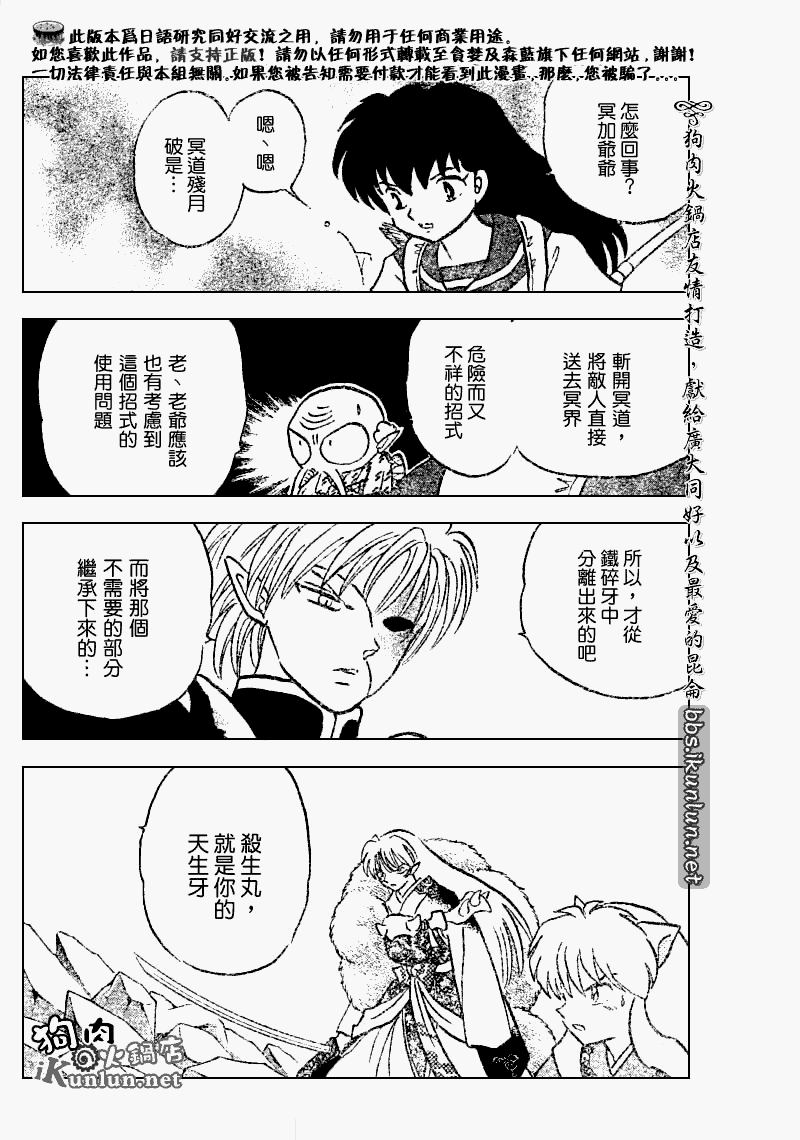 此版本爲日語研究同好交流之用，請勿用于任何商業用途。
如您喜歡此作品，請支持正版！請勿以任何形式轉載至貪婪及森藍旗下任何網站，謝謝！
一切法律責任與本組無關。如果您被告知需要付款才能看到此漫畫，那麼，您被騙了...
怎麼回事？
冥加爺爺
嗯、嗯
冥道殘月
破是…
斬開冥道，
將敵人直接
送去冥界
危險而又
不祥的招式
老、老爺應該
也有考慮到
這個招式的
使用問題
所以，才從
鐵碎牙中
分離出來的吧
而將那個
不需要的部分
繼承下來的…
殺生丸，
就是你的
天生牙
狗肉火鍋店友情打造，獻給廣大同好以及最愛的昆侖
bbs.ikunlun.net
狗肉
火鍋店
iKunlun.net